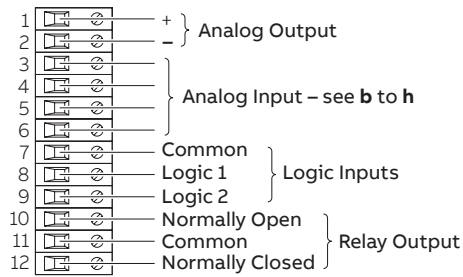 1 +
2 – Analog Output
3
4
Analog Input – see b to h
5
6
7 Common
8 Logic 1 Logic Inputs
9 Logic 2
10 Normally Open
11 Common Relay Output
12 Normally Closed